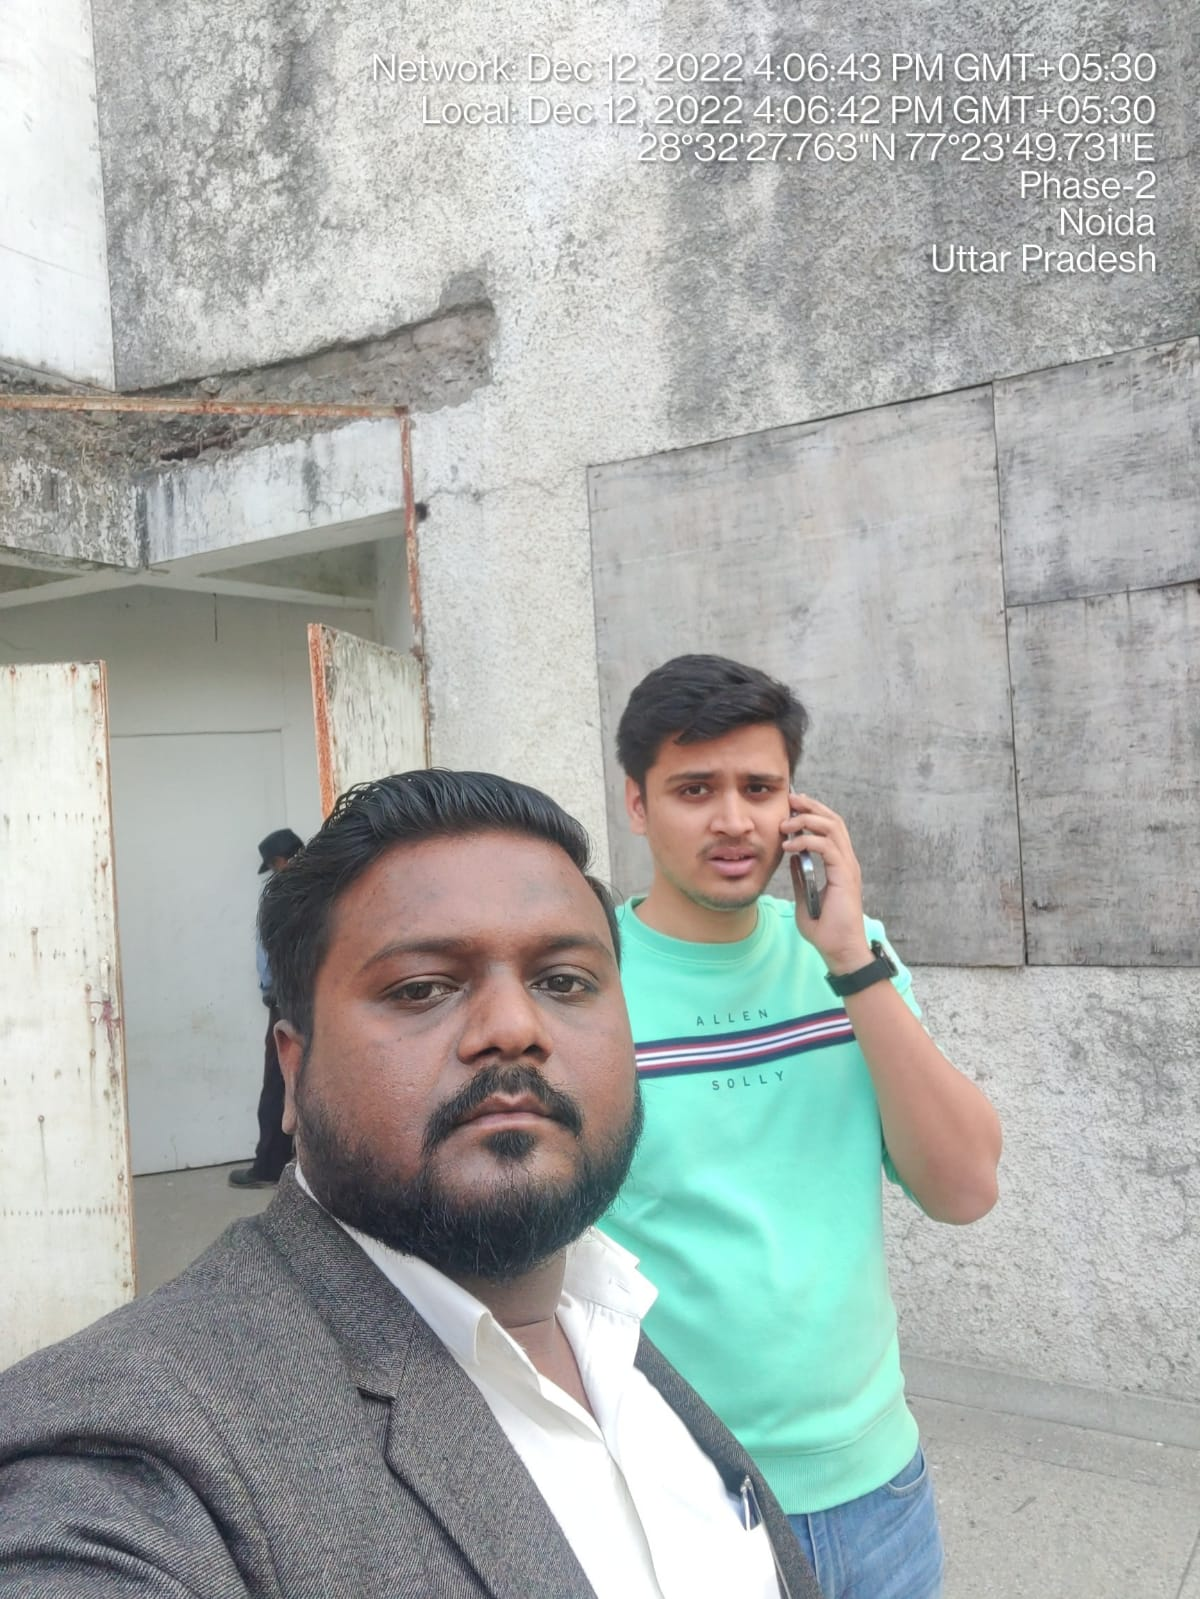 Network: Dec 12, 2022 4:06:43 PM GMT+05:30
Local: Dec 12, 2022 4:06:42 PM GMT+05:30
28°32'27.763"N 77°23'49.731"E
Phase-2
Noida
Uttar Pradesh
ALLEN
SOLLY